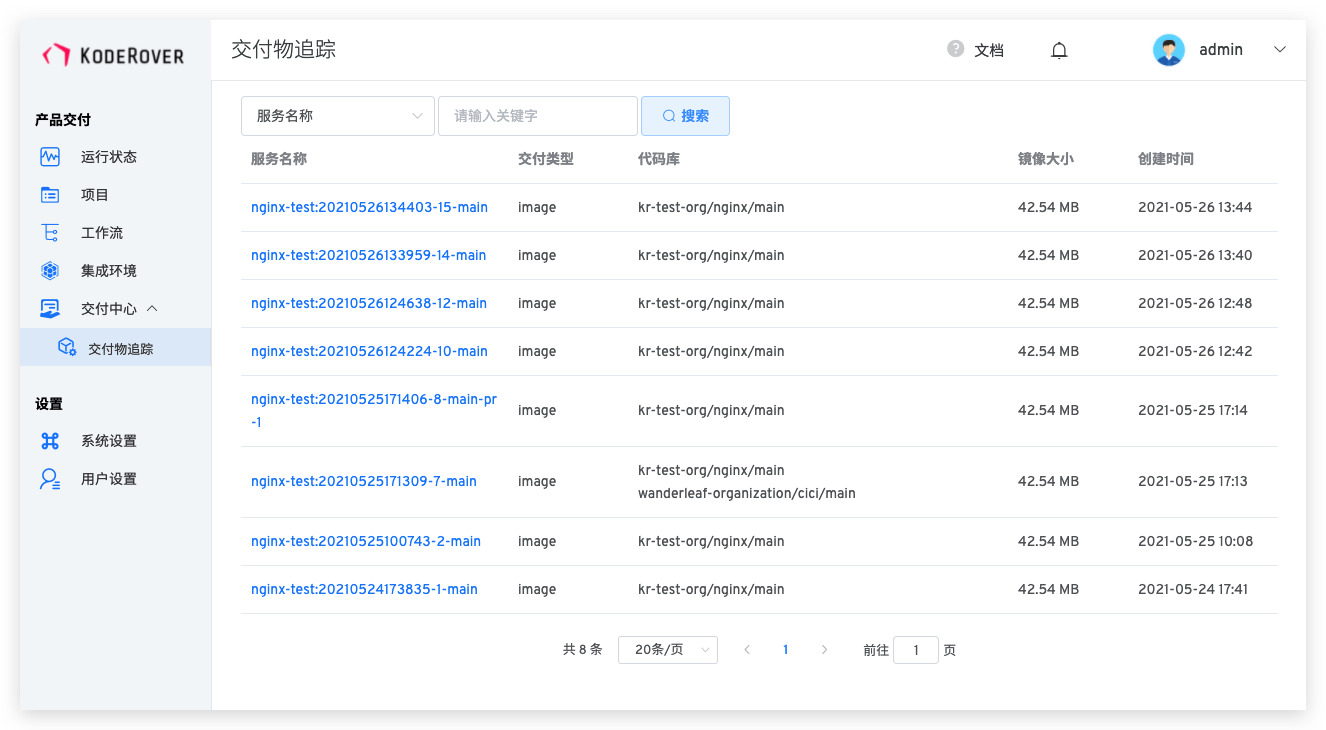 KODEROVER
交付物追踪
? 文档
admin
产品交付
运行状态
项目
工作流
集成环境
交付中心
交付物追踪
设置
系统设置
用户设置
服务名称
请输入关键字
搜索
服务名称 交付类型 代码库 镜像大小 创建时间
nginx-test:20210526134403-15-main image kr-test-org/nginx/main 42.54 MB 2021-05-26 13:44
nginx-test:20210526133959-14-main image kr-test-org/nginx/main 42.54 MB 2021-05-26 13:40
nginx-test:20210526124638-12-main image kr-test-org/nginx/main 42.54 MB 2021-05-26 12:48
nginx-test:20210526124224-10-main image kr-test-org/nginx/main 42.54 MB 2021-05-26 12:42
nginx-test:20210525171406-8-main-pr
-1
image kr-test-org/nginx/main 42.54 MB 2021-05-25 17:14
nginx-test:20210525171309-7-main image kr-test-org/nginx/main
wanderleaf-organization/cici/main
42.54 MB 2021-05-25 17:13
nginx-test:20210525100743-2-main image kr-test-org/nginx/main 42.54 MB 2021-05-25 10:08
nginx-test:20210524173835-1-main image kr-test-org/nginx/main 42.54 MB 2021-05-24 17:41
共 8 条 20条/页 1 前往 1 页